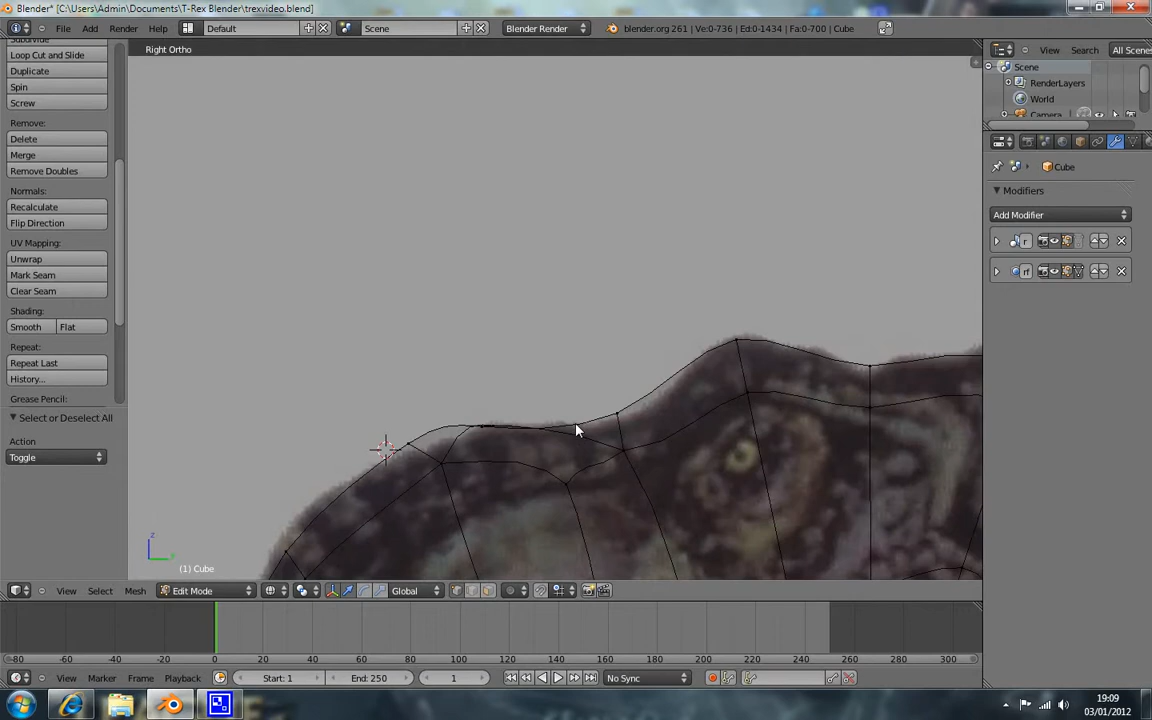 Blender* [C:\Users\Admin\Documents\T-Rex Blender\trexvideo.blend]
File Add Render Help Default Scene Blender Render blender.org 261 | Ve:0-736 | Ed:0-1434 | Fa:0-700 | Cube
Right Ortho
Subdivide
Loop Cut and Slide
Duplicate
Spin
Screw
Remove:
Delete
Merge
Remove Doubles
Normals:
Recalculate
Flip Direction
UV Mapping:
Unwrap
Mark Seam
Clear Seam
Shading:
Smooth Flat
Repeat:
Repeat Last
History...
Grease Pencil:
Select or Deselect All
Action
Toggle
z
(1) Cube
View Search All Scenes
Scene
RenderLayers
World
Camera
Cube
Modifiers
Add Modifier
r
rf
View Select Mesh Edit Mode Global
-80 -60 -40 -20 0 20 40 60 80 100 120 140 160 180 200 220 240 260 280 300
View Marker Frame Playback Start: 1 End: 250 1 No Sync
19:09
03/01/2012